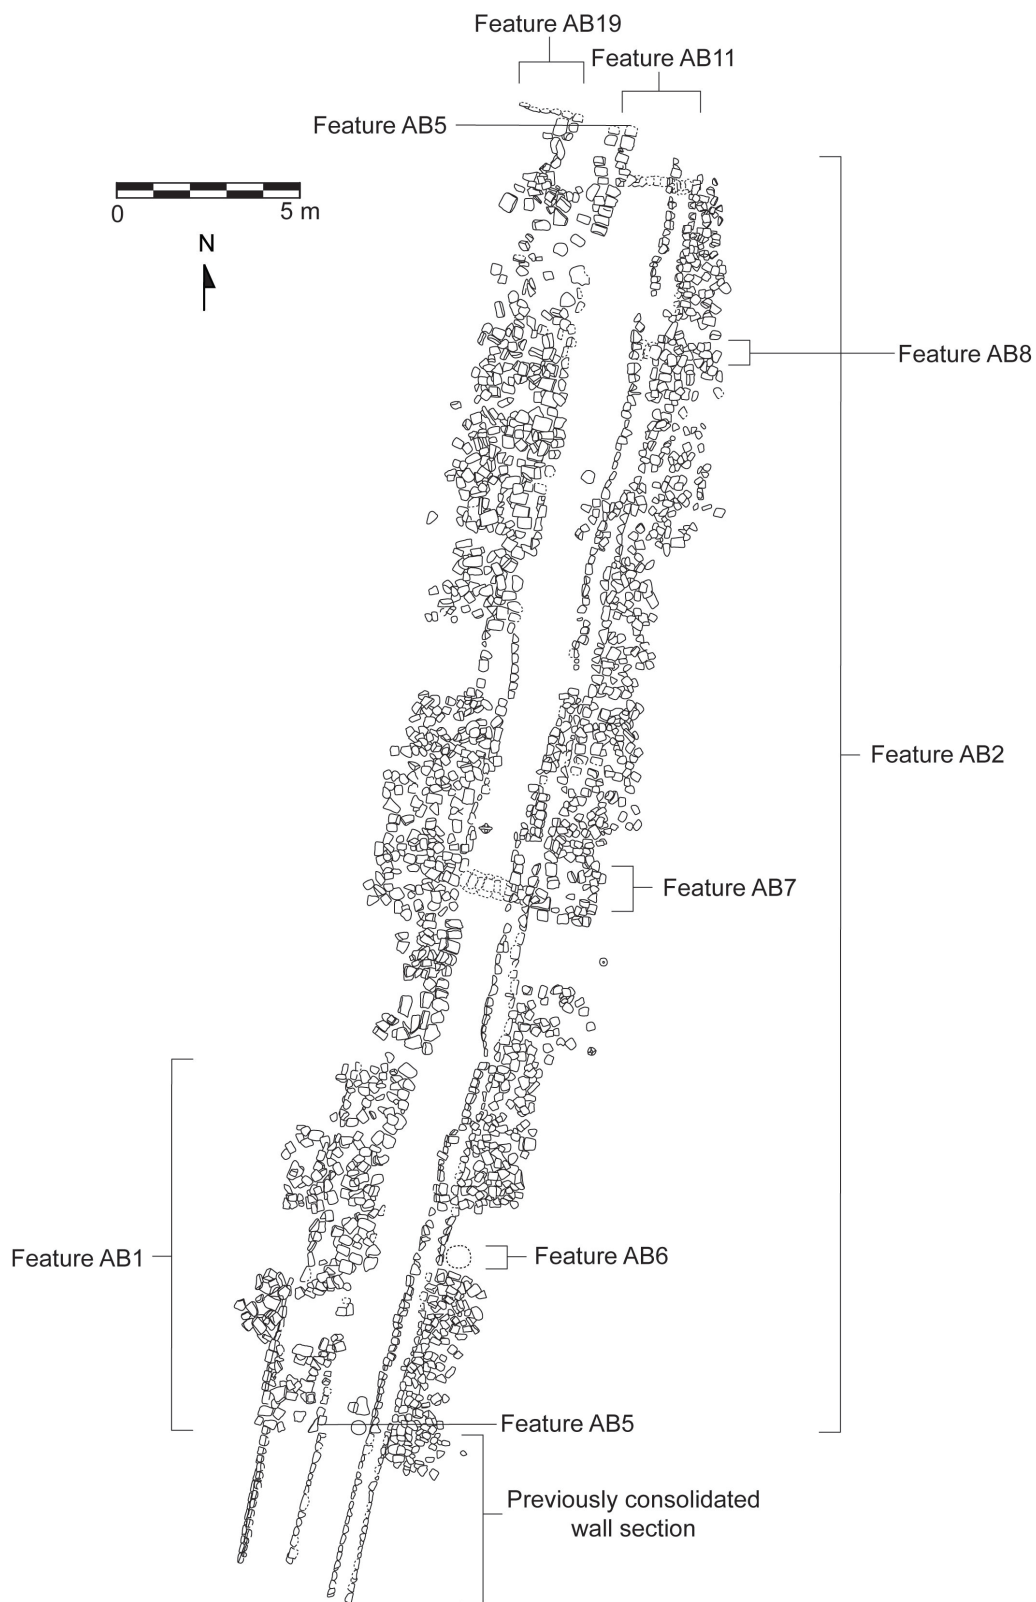 Feature AB19
Feature AB11
Feature AB5
0
5 m
N
Feature AB8
Feature AB2
Feature AB7
Feature AB1
Feature AB6
Feature AB5
Previously consolidated
wall section